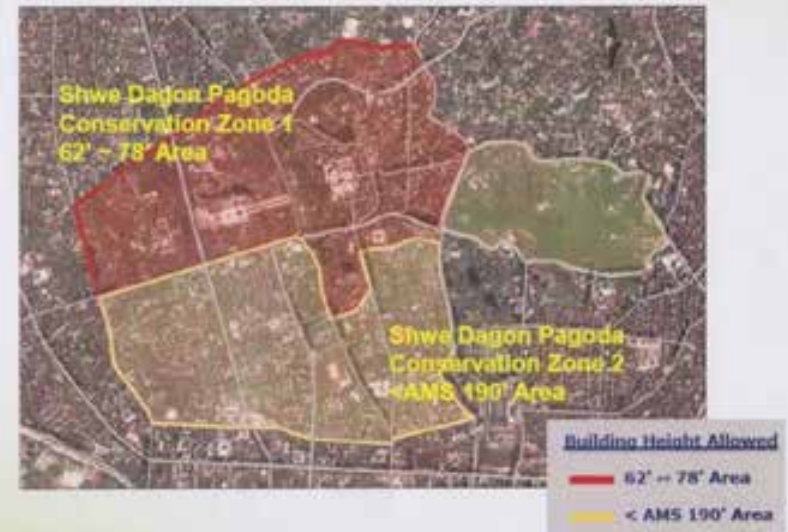 Shwe Dagon Pagoda
Conservation Zone 1
62' ~ 78' Area
Shwe Dagon Pagoda
Conservation Zone 2
<AMS 190' Area
Building Height Allowed
62' ~ 78' Area
< AMS 190' Area